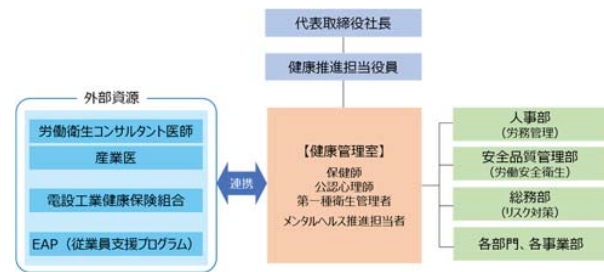 代表取締役社長
健康推進担当役員
外部資源
労働衛生コンサルタント医師
産業医
電設工業健康保険組合
EAP（従業員支援プログラム）
連携
【健康管理室】
保健師
公認心理師
第一種衛生管理者
メンタルヘルス推進担当者
人事部
（労務管理）
安全品質管理部
（労働安全衛生）
総務部
（リスク対策）
各部門、各事業部